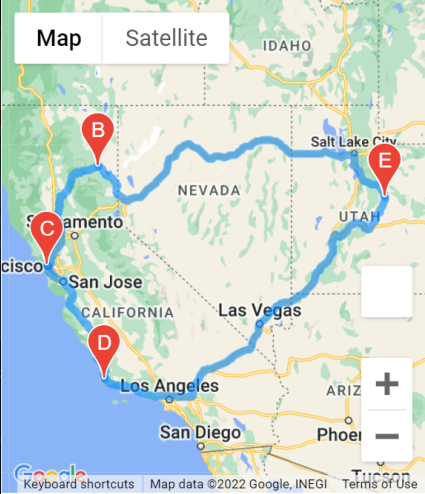 Map Satellite
IDAHO
B
Salt Lake City
E
NEVADA
Sacramento
UTAH
C
cisco
San Jose
CALIFORNIA
Las Vegas
D
Los Angeles
ARIZ
San Diego
Phoen
Tucson
Google
Keyboard shortcuts Map data ©2022 Google, INEGI Terms of Use